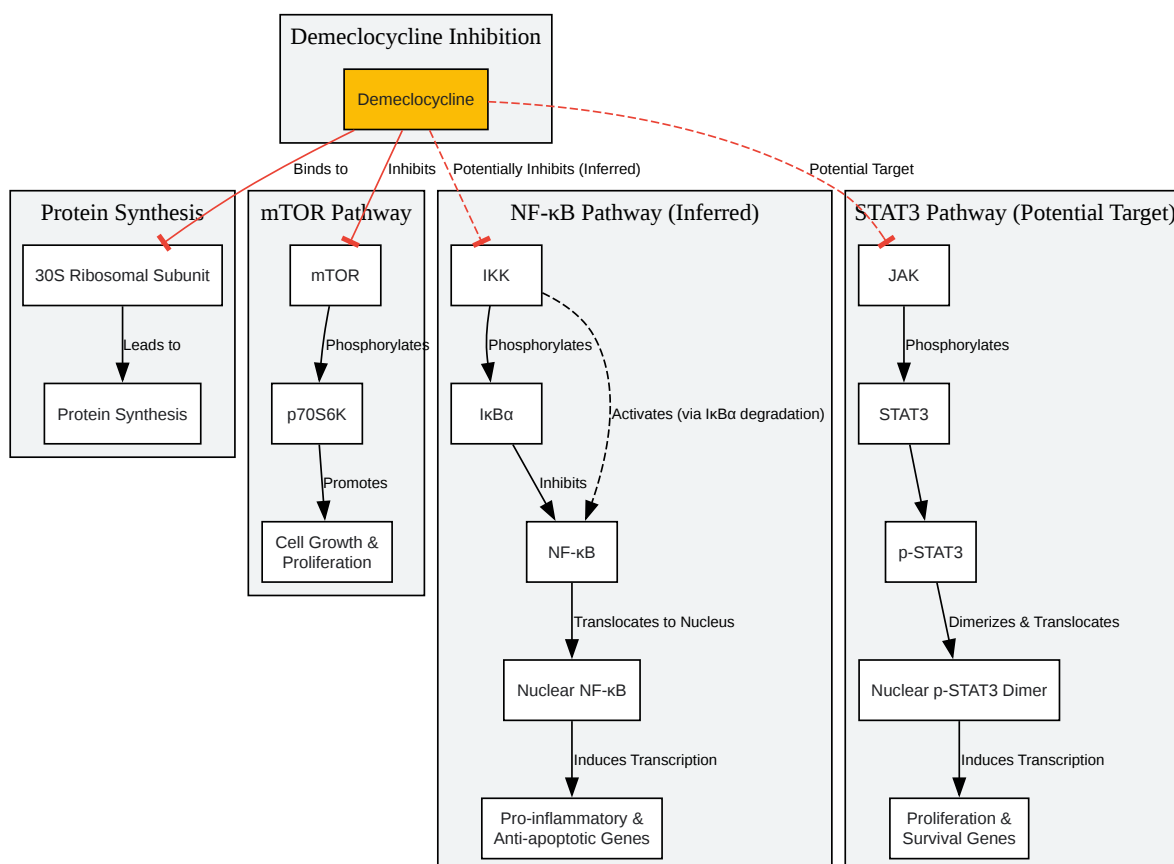 Demeclocycline Inhibition
Demeclocycline
Binds to
Inhibits
Potentially Inhibits (Inferred)
Potential Target
Protein Synthesis
30S Ribosomal Subunit
Leads to
Protein Synthesis
mTOR Pathway
mTOR
Phosphorylates
p70S6K
Promotes
Cell Growth &
Proliferation
NF-κB Pathway (Inferred)
IKK
Phosphorylates
IκBα
Activates (via IκBα degradation)
Inhibits
NF-κB
Translocates to Nucleus
Nuclear NF-κB
Induces Transcription
Pro-inflammatory &
Anti-apoptotic Genes
STAT3 Pathway (Potential Target)
JAK
Phosphorylates
STAT3
p-STAT3
Dimerizes & Translocates
Nuclear p-STAT3 Dimer
Induces Transcription
Proliferation &
Survival Genes